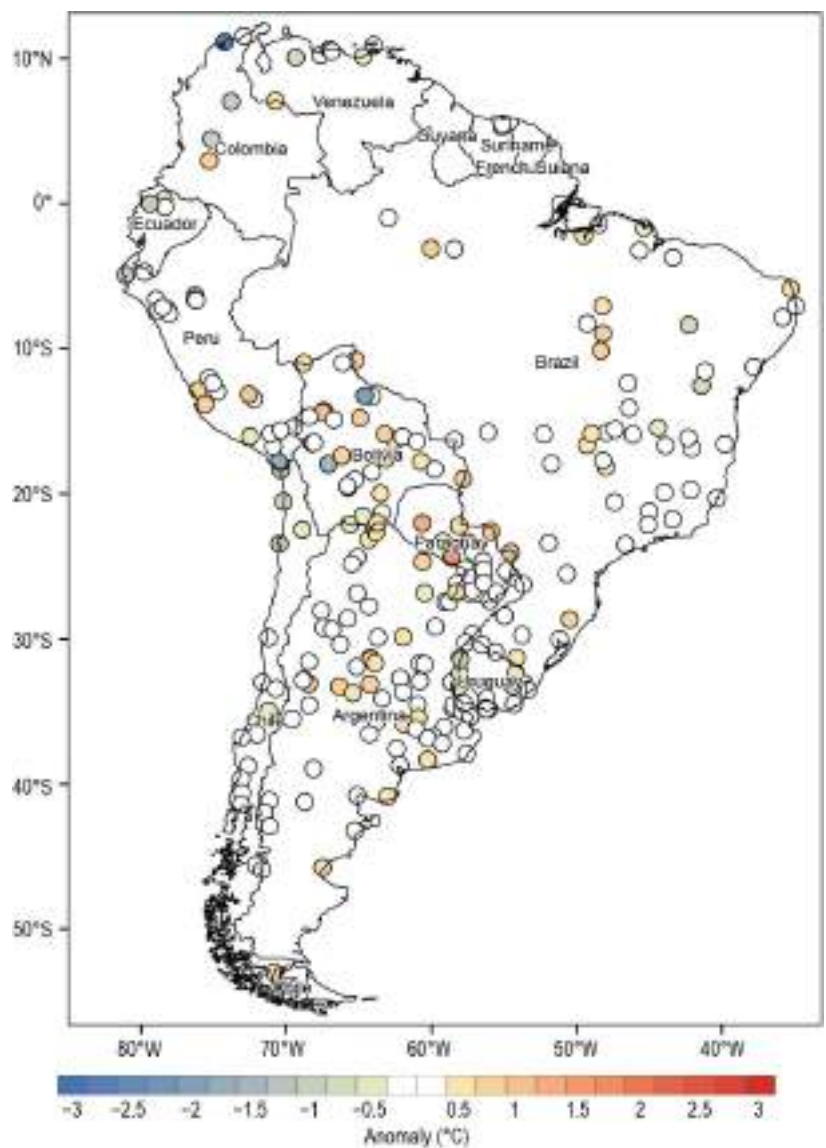 10°N
Venezuela
Guyana
Suriname
Colombia
French Guiana
0°
Ecuador
Peru
10°S
Brazil
Bolivia
20°S
Paraguay
30°S
Uruguay
Chile
Argentina
40°S
50°S
80°W 70°W 60°W 50°W 40°W
−3 −2.5 −2 −1.5 −1 −0.5 0.5 1 1.5 2 2.5 3
Anomaly (°C)